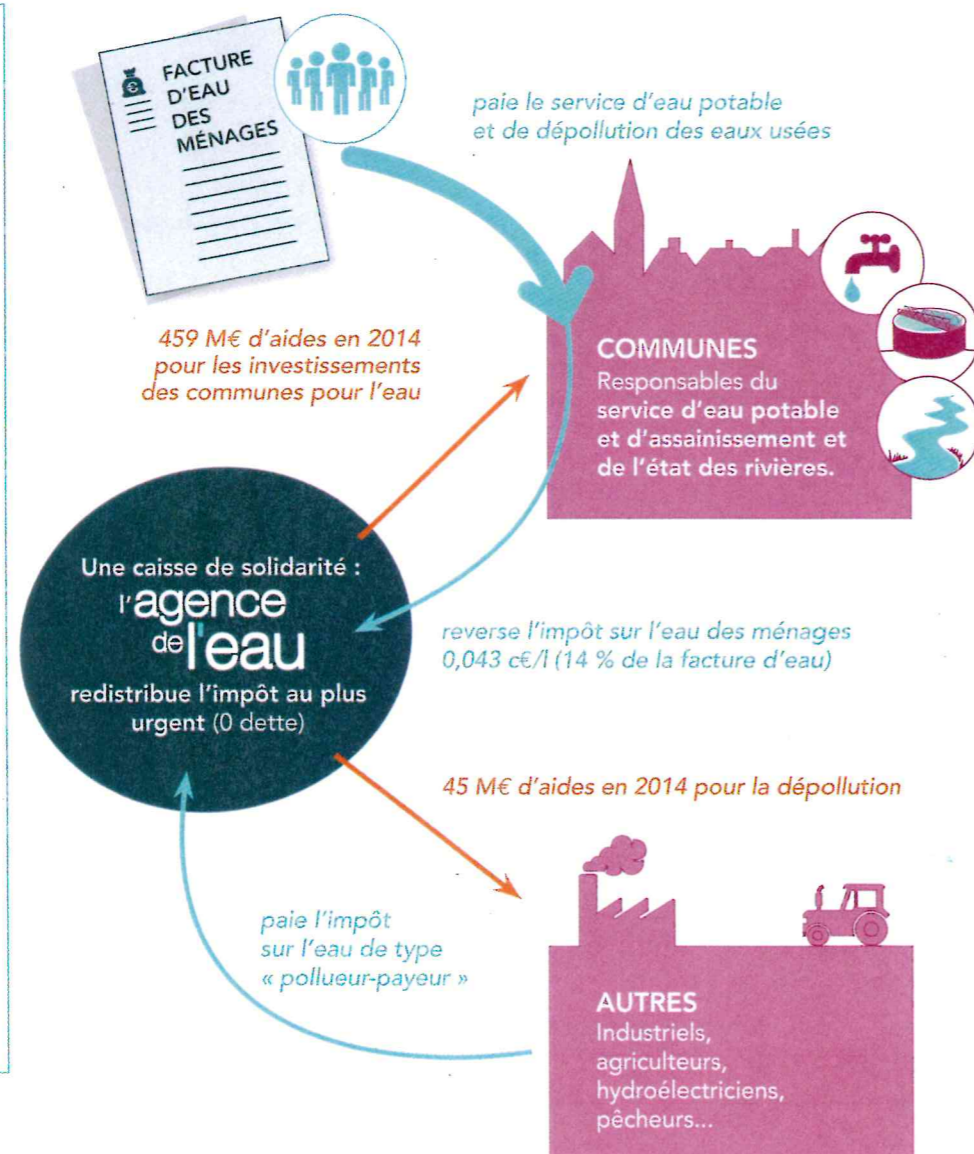 FACTURE
D'EAU
DES
MÉNAGES
€
paie le service d'eau potable
et de dépollution des eaux usées
459 M€ d'aides en 2014
pour les investissements
des communes pour l'eau
COMMUNES
Responsables du
service d'eau potable
et d'assainissement et
de l'état des rivières.
Une caisse de solidarité :
l'agence
de l'eau
redistribue l'impôt au plus
urgent (0 dette)
reverse l'impôt sur l'eau des ménages
0,043 c€/l (14 % de la facture d'eau)
45 M€ d'aides en 2014 pour la dépollution
paie l'impôt
sur l'eau de type
« pollueur-payeur »
AUTRES
Industriels,
agriculteurs,
hydroélectriciens,
pêcheurs...